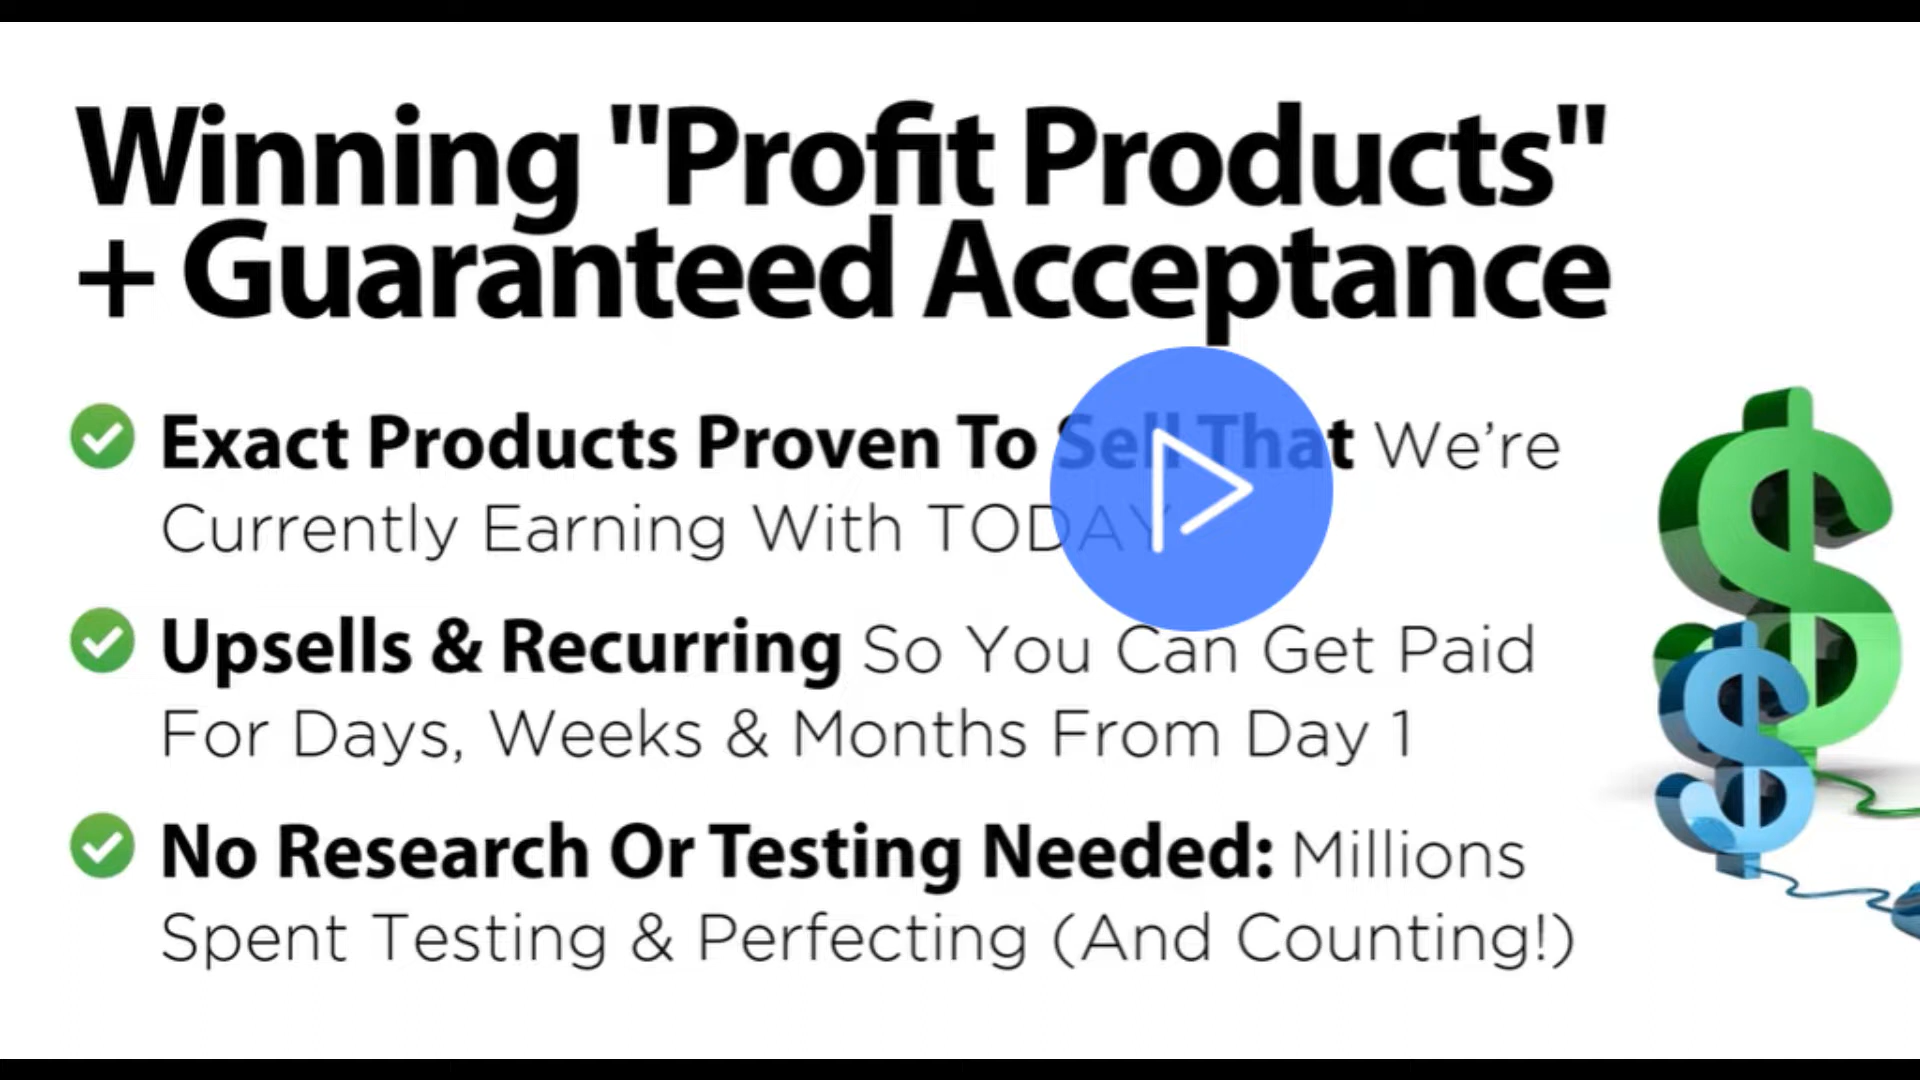 Winning "Profit Products"
+ Guaranteed Acceptance
Exact Products Proven To Sell That We’re
Currently Earning With TODAY
Upsells & Recurring So You Can Get Paid
For Days, Weeks & Months From Day 1
No Research Or Testing Needed: Millions
Spent Testing & Perfecting (And Counting!)